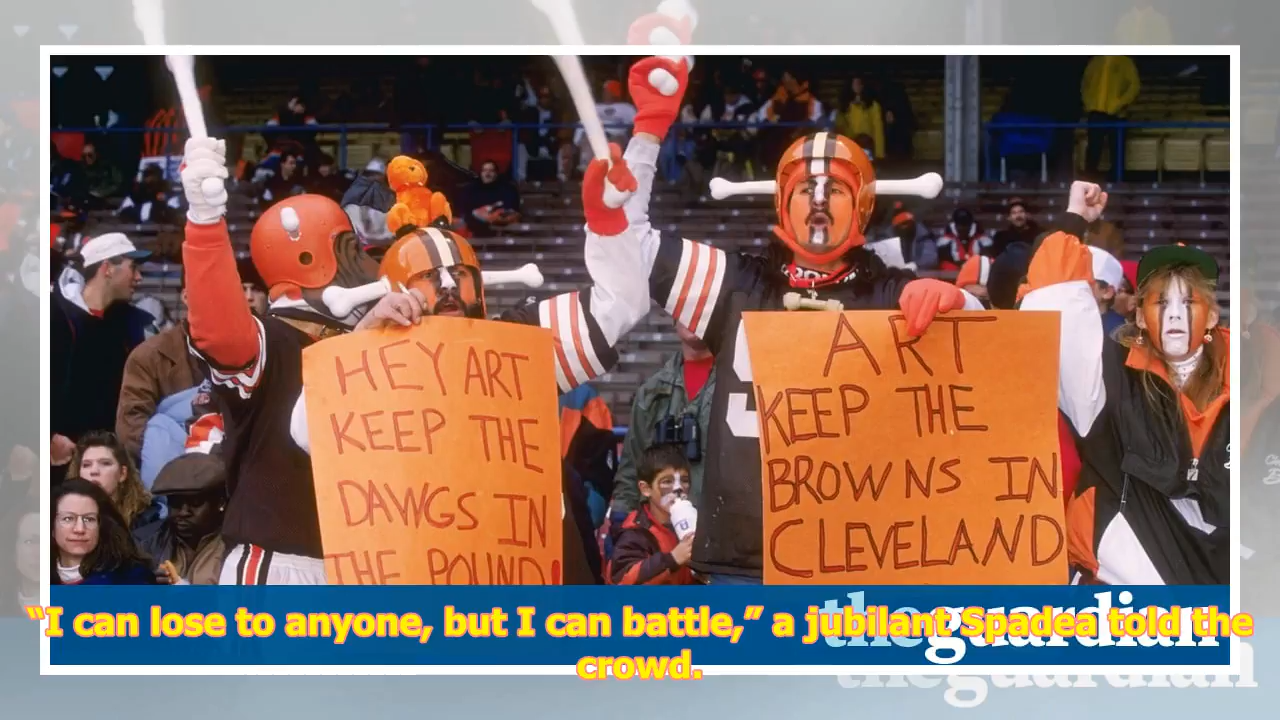 HEY ART
KEEP THE
DAWGS IN
THE POUND!
ART
KEEP THE
BROWNS IN
CLEVELAND
theguardian
“I can lose to anyone, but I can battle,” a jubilant Spadea told the
crowd.
theguardian